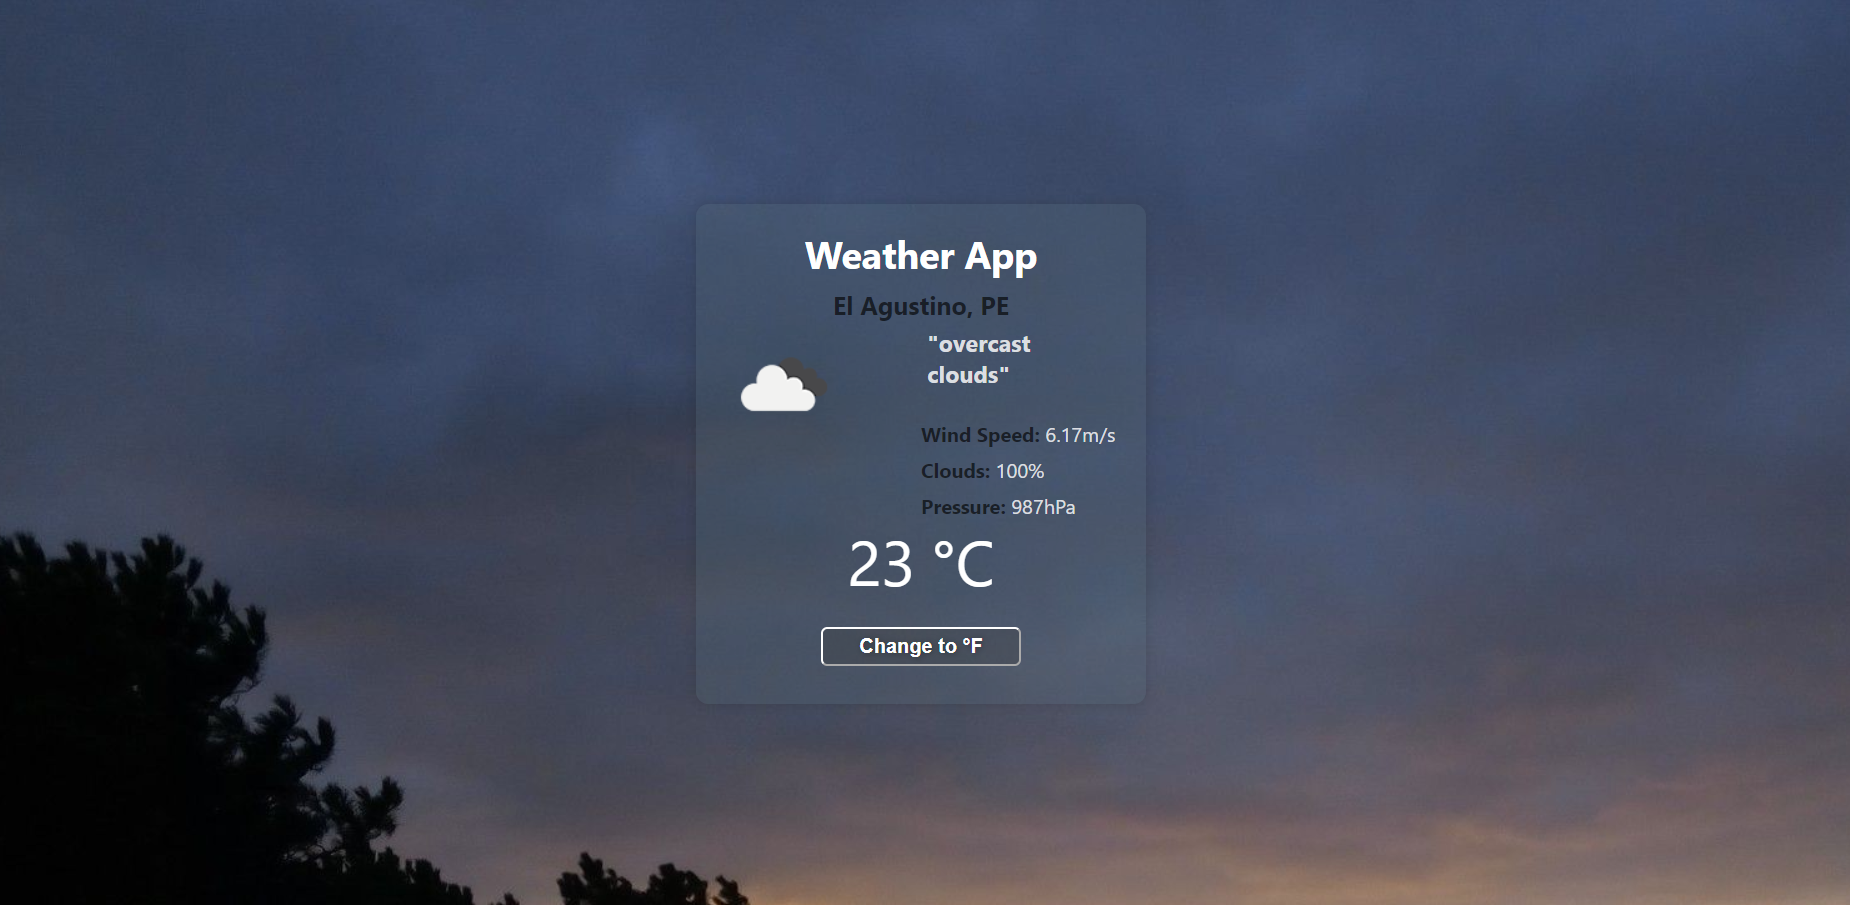 Weather App
El Agustino, PE
"overcast
clouds"
Wind Speed: 6.17m/s
Clouds: 100%
Pressure: 987hPa
23 °C
Change to °F